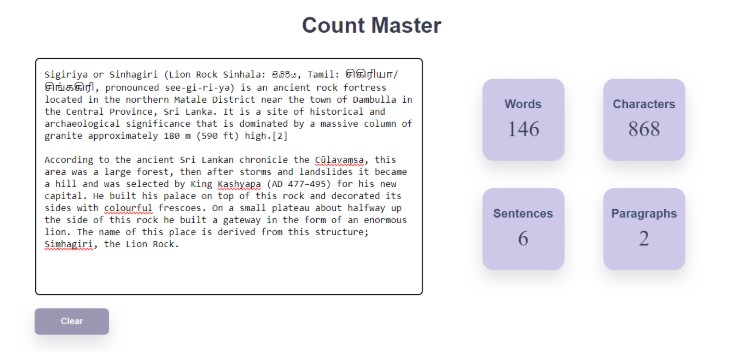 Count Master
Sigiriya or Sinhagiri (Lion Rock Sinhala: සීගිරිය, Tamil: சிகிரியா/
சிங்ககிரி, pronounced see-gi-ri-ya) is an ancient rock fortress
located in the northern Matale District near the town of Dambulla in
the Central Province, Sri Lanka. It is a site of historical and
archaeological significance that is dominated by a massive column of
granite approximately 180 m (590 ft) high.[2]
According to the ancient Sri Lankan chronicle the Cūḷavaṃsa, this
area was a large forest, then after storms and landslides it became
a hill and was selected by King Kashyapa (AD 477–495) for his new
capital. He built his palace on top of this rock and decorated its
sides with colourful frescoes. On a small plateau about halfway up
the side of this rock he built a gateway in the form of an enormous
lion. The name of this place is derived from this structure;
Siṃhagiri, the Lion Rock.
Clear
Words
146
Characters
868
Sentences
6
Paragraphs
2